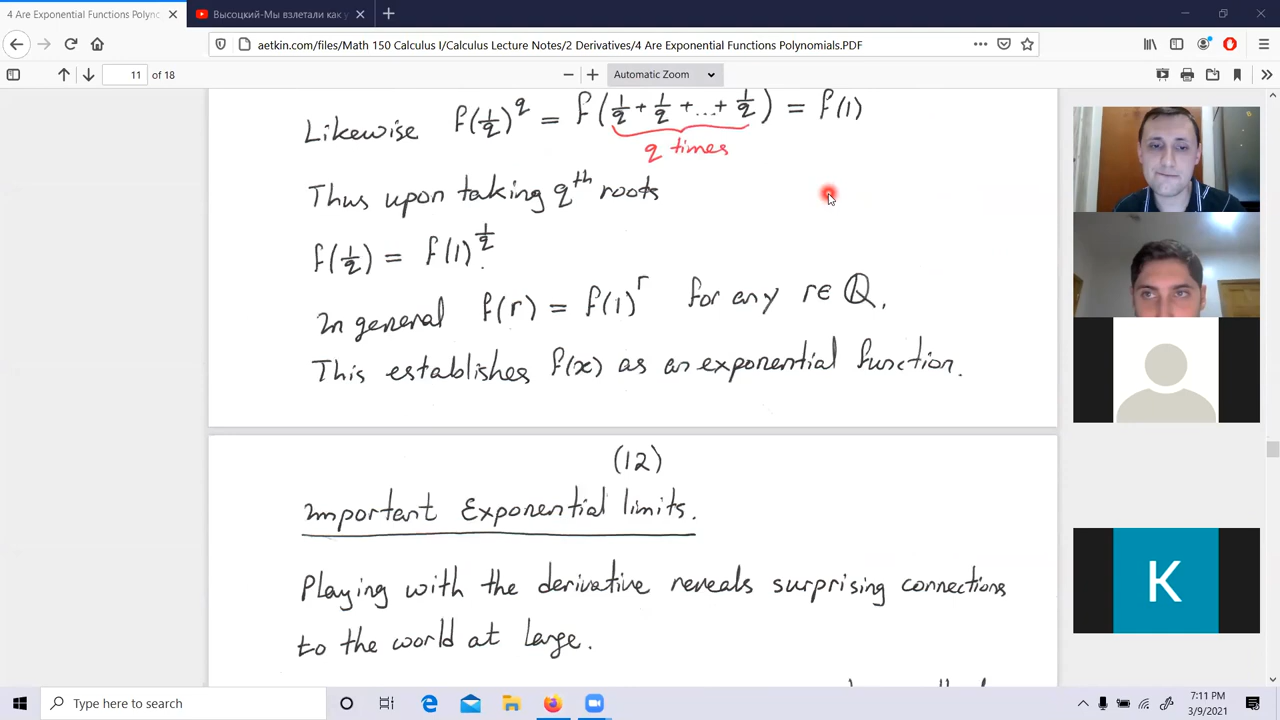 4 Are Exponential Functions Polync
Высоцкий-Мы взлетали как у
aetkin.com/files/Math 150 Calculus I/Calculus Lecture Notes/2 Derivatives/4 Are Exponential Functions Polynomials.PDF
11 of 18
Automatic Zoom
Likewise f(1/q)^q = f(1/q + 1/q + ... + 1/q) = f(1)
q times
Thus upon taking q^th roots
f(1/q) = f(1)^1/q.
In general f(r) = f(1)^r for any r∈ℚ.
This establishes f(x) as an exponential function.
(12)
Important Exponential limits.
Playing with the derivative reveals surprising connections
to the world at large.
K
Type here to search
7:11 PM
3/9/2021